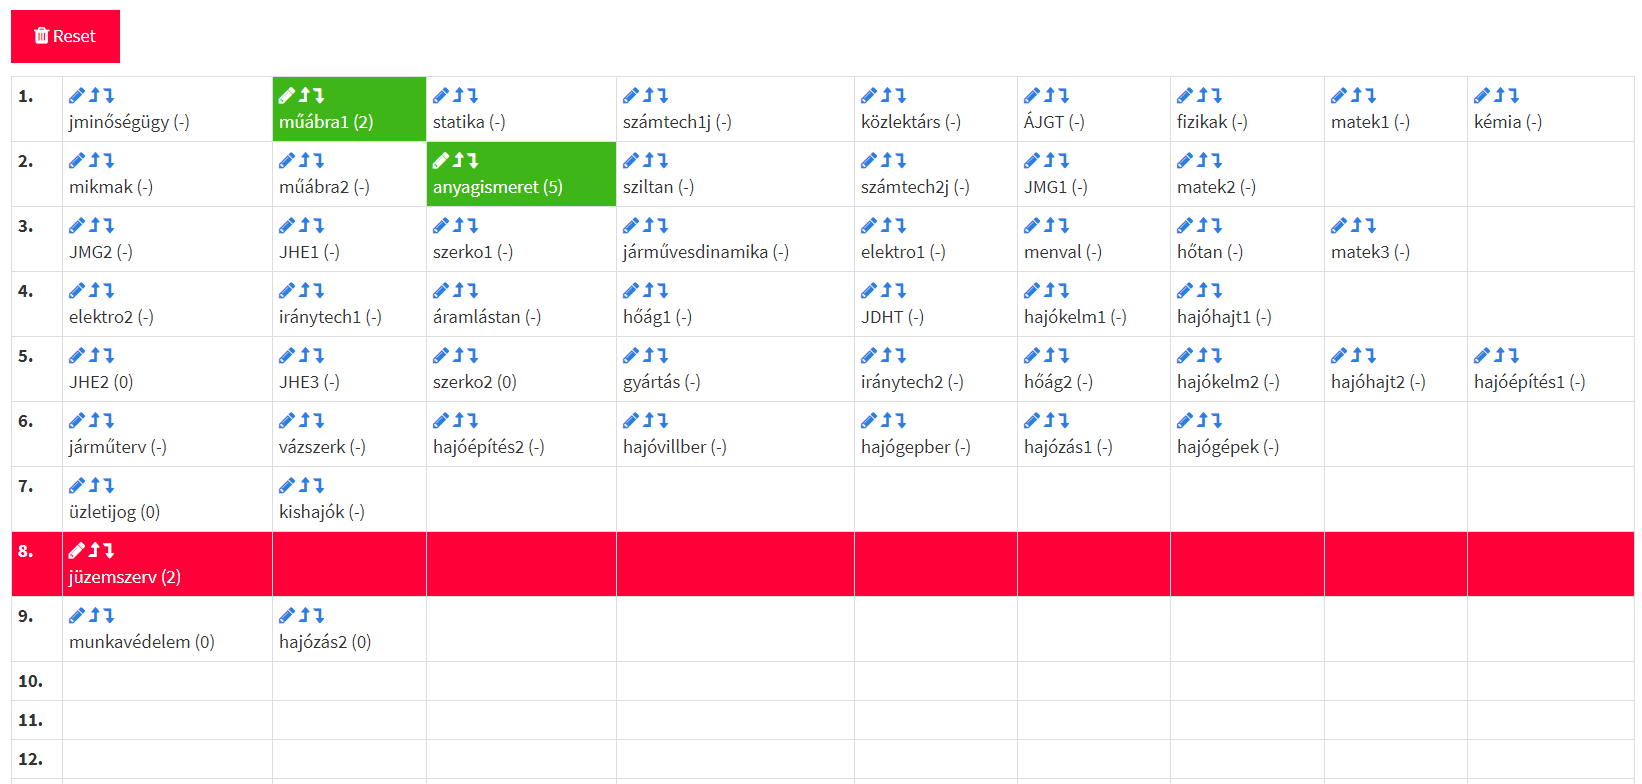 Reset
1. jminőségügy (-) műábra1 (2) statika (-) számtech1j (-) közlektárs (-) ÁJGT (-) fizikak (-) matek1 (-) kémia (-)
2. mikmak (-) műábra2 (-) anyagismeret (5) sziltan (-) számtech2j (-) JMG1 (-) matek2 (-)
3. JMG2 (-) JHE1 (-) szerko1 (-) járművesdinamika (-) elektro1 (-) menval (-) hőtan (-) matek3 (-)
4. elektro2 (-) iránytech1 (-) áramlástan (-) hőág1 (-) JDHT (-) hajókelm1 (-) hajóhajt1 (-)
5. JHE2 (0) JHE3 (-) szerko2 (0) gyártás (-) iránytech2 (-) hőág2 (-) hajókelm2 (-) hajóhajt2 (-) hajóépítés1 (-)
6. járműterv (-) vázszerk (-) hajóépítés2 (-) hajóvillber (-) hajógepber (-) hajózás1 (-) hajógépek (-)
7. üzletijog (0) kishajók (-)
8. jüzemszerv (2)
9. munkavédelem (0) hajózás2 (0)
10.
11.
12.